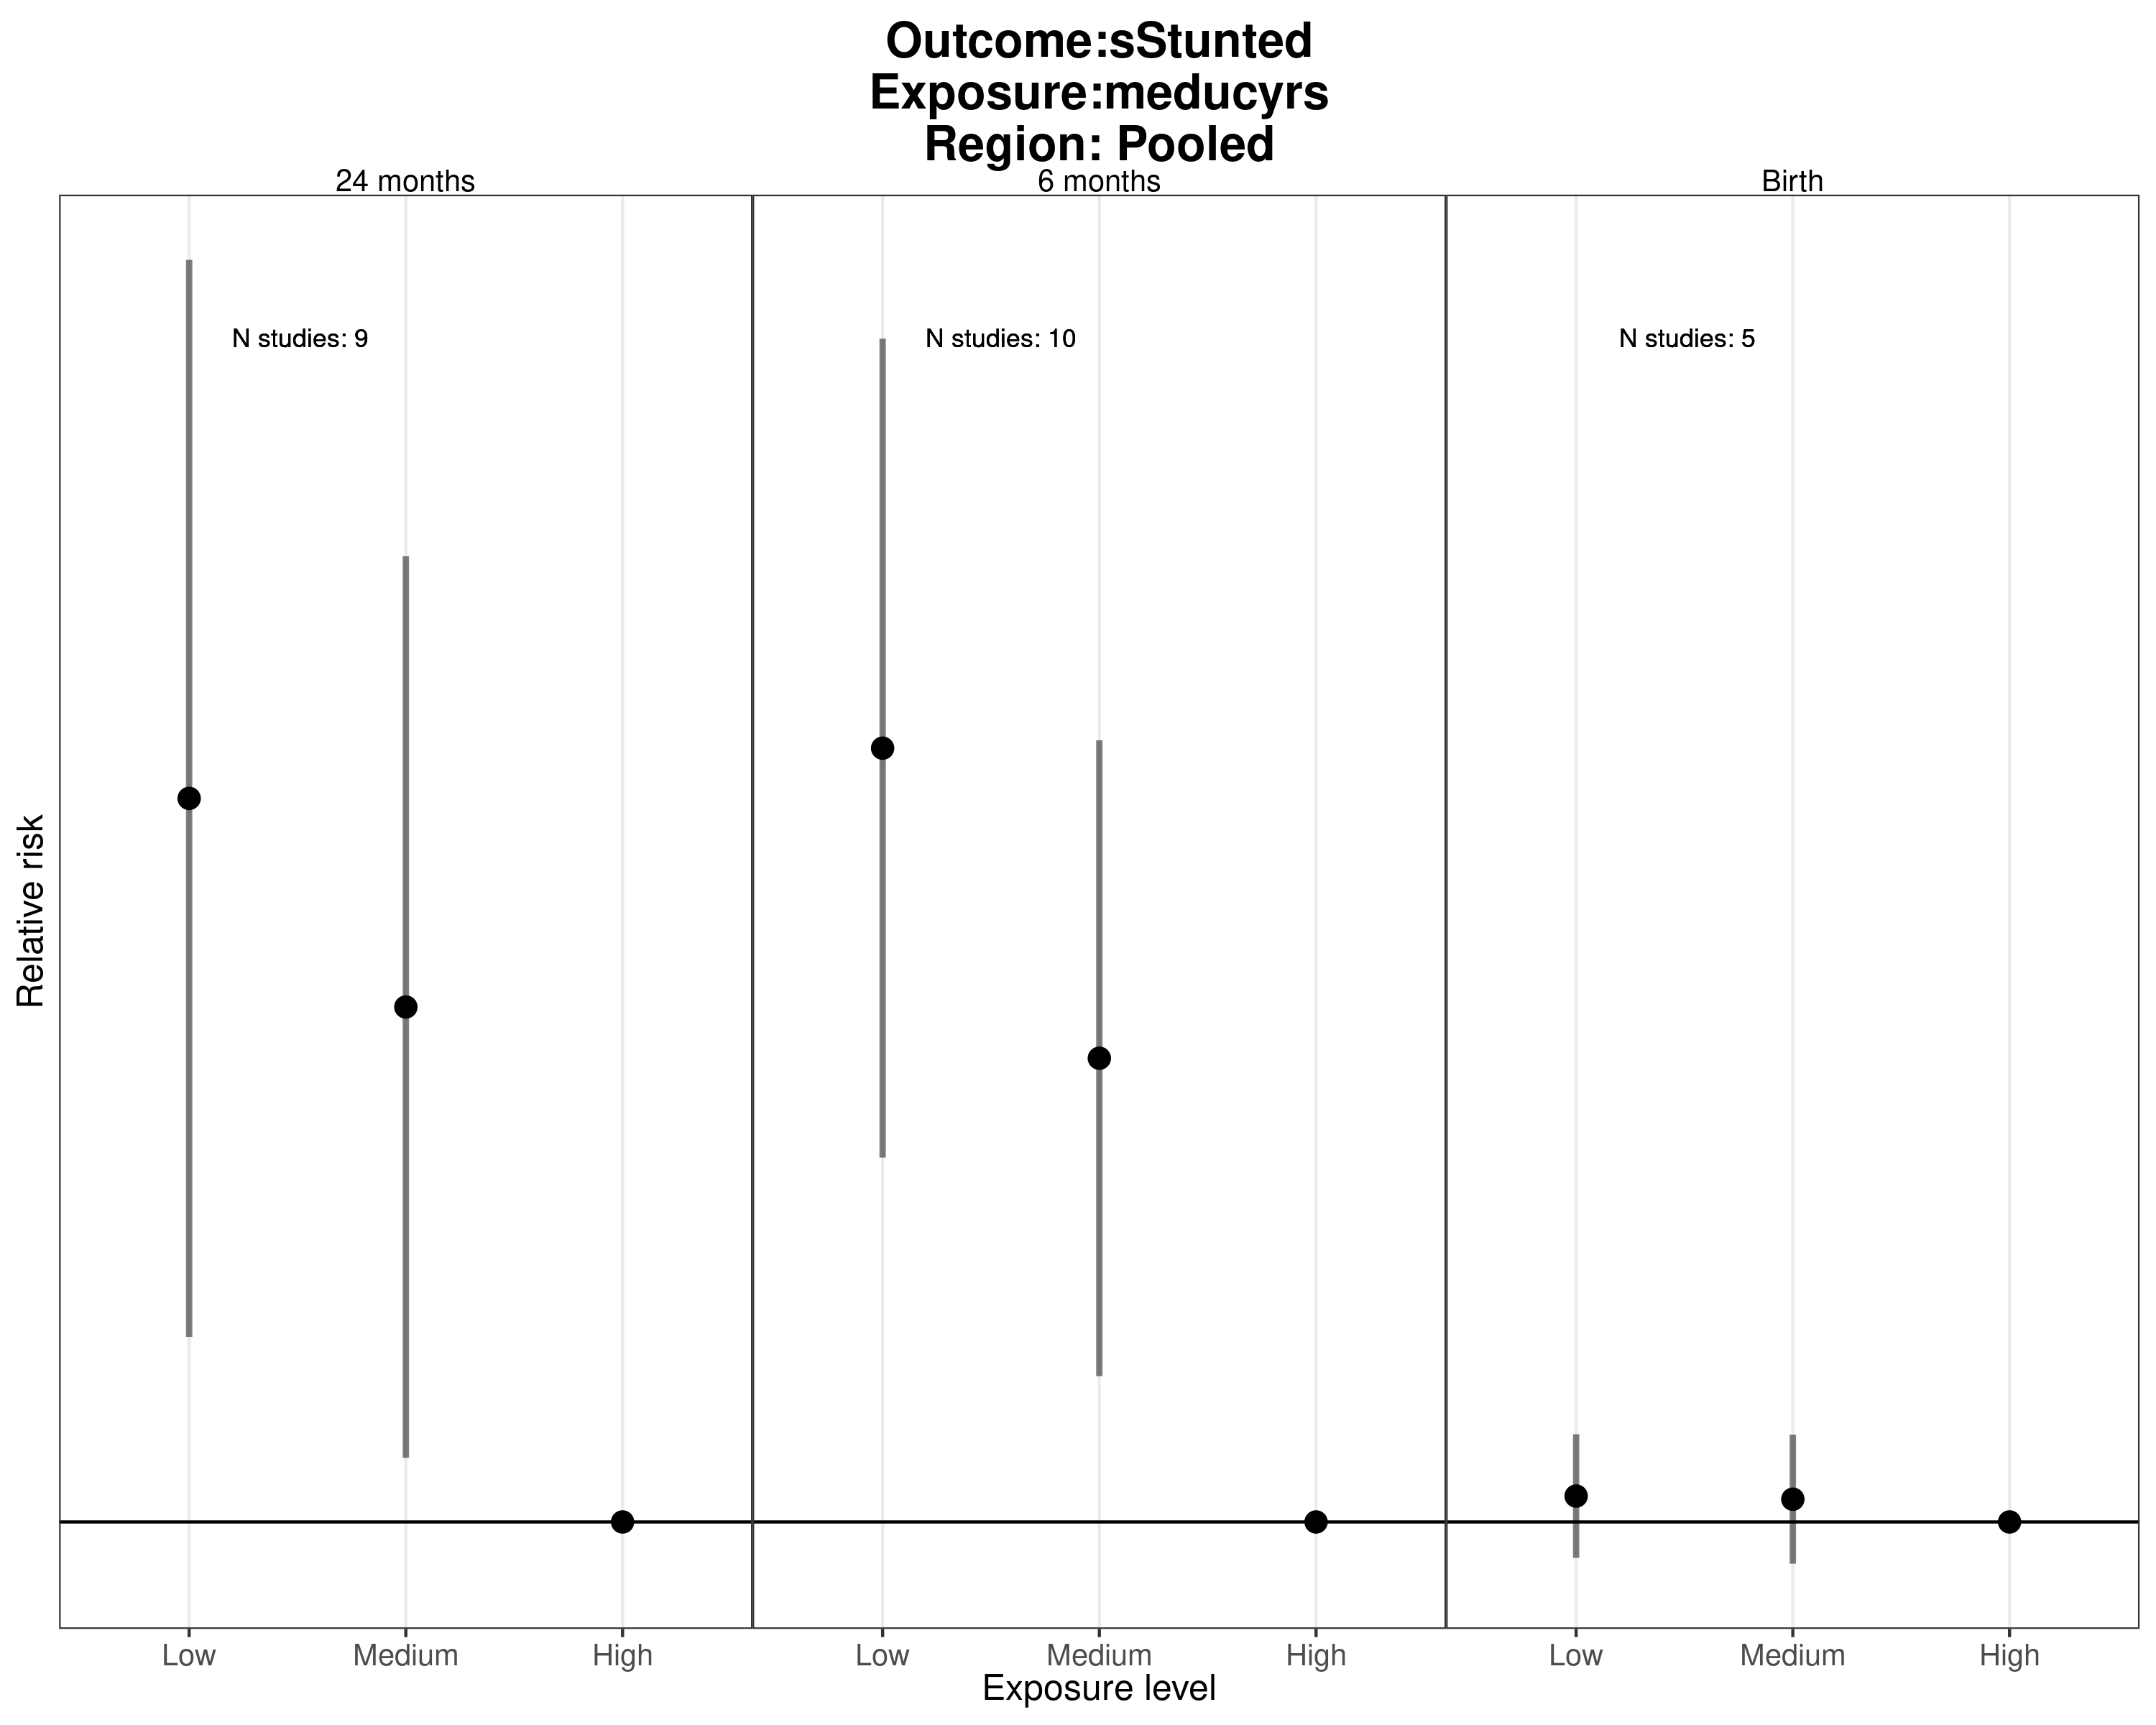 Outcome:sStunted
Exposure:meducyrs
Region: Pooled
24 months
6 months
Birth
N studies: 9
N studies: 10
N studies: 5
Relative risk
Low
Medium
High
Low
Medium
High
Low
Medium
High
Exposure level